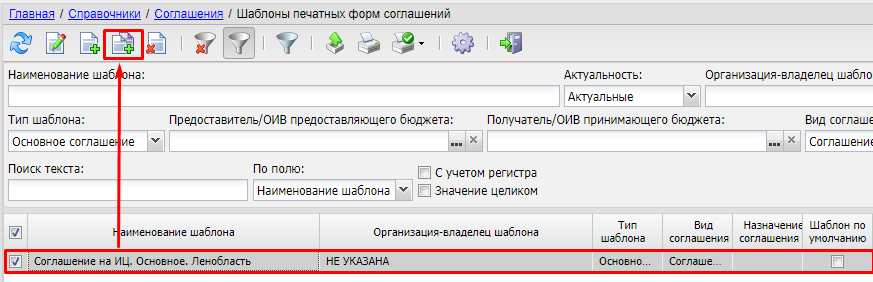 Главная / Справочники / Соглашения / Шаблоны печатных форм соглашений
Наименование шаблона: Актуальность: Организация-владелец шабло
Актуальные
Тип шаблона: Предоставитель/ОИВ предоставляющего бюджета: Получатель/ОИВ принимающего бюджета: Вид соглаше
Основное соглашение ... ... Соглашен
Поиск текста: По полю: С учетом регистра
Наименование шаблона Значение целиком
Наименование шаблона Организация-владелец шаблона Тип шаблона Вид соглашения Назначение соглашения Шаблон по умолчанию
Соглашение на ИЦ. Основное. Ленобласть НЕ УКАЗАНА Основно... Соглаше...